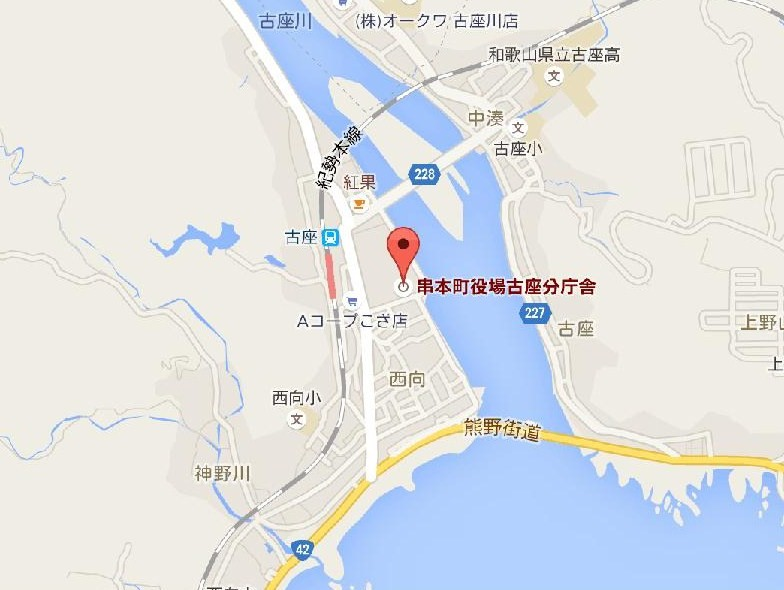 古座川
(株)オークワ 古座川店
和歌山県立古座高
中湊
文
文
古座小
紀勢本線
228
紅果
古座
串本町役場古座分庁舎
227
古座
上野山
Aコープこざ店
西向
西向小
文
熊野街道
神野川
42